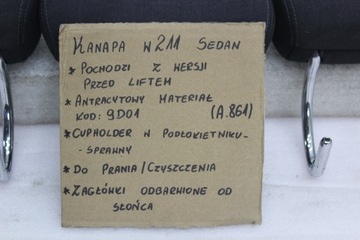 KANAPA W211 SEDAN
* POCHODZI Z WERSJI
PRZED LIFTEM
* ANTRACYTOWY MATERIAŁ
KOD: 9D01 (A.861)
* CUPHOLDER W PODŁOKIETNIKU-
- SPRAWNY
* DO PRANIA/CZYSZCZENIA
* ZAGŁÓWKI ODBARWIONE OD
SŁOŃCA